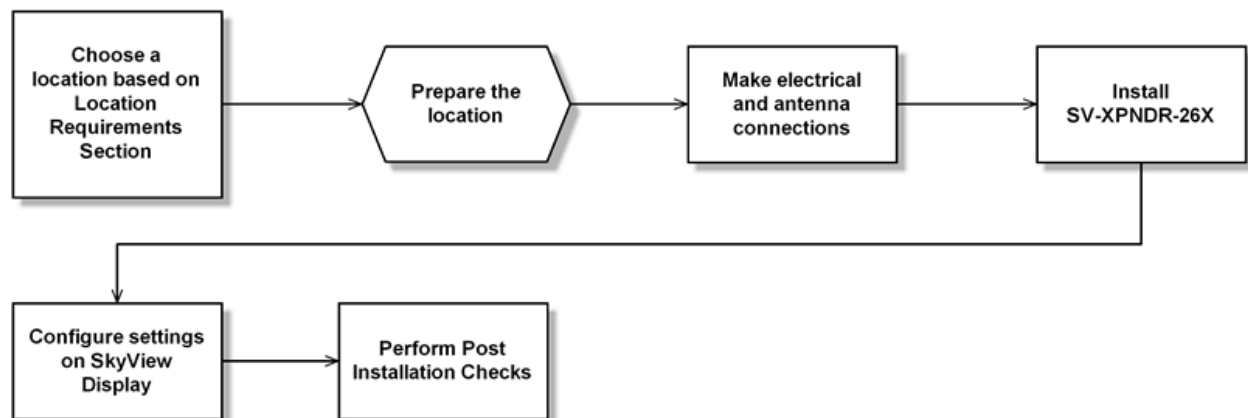 Choose a
location based on
Location
Requirements
Section
Prepare the
location
Make electrical
and antenna
connections
Install
SV-XPNDR-26X
Configure settings
on SkyView
Display
Perform Post
Installation Checks